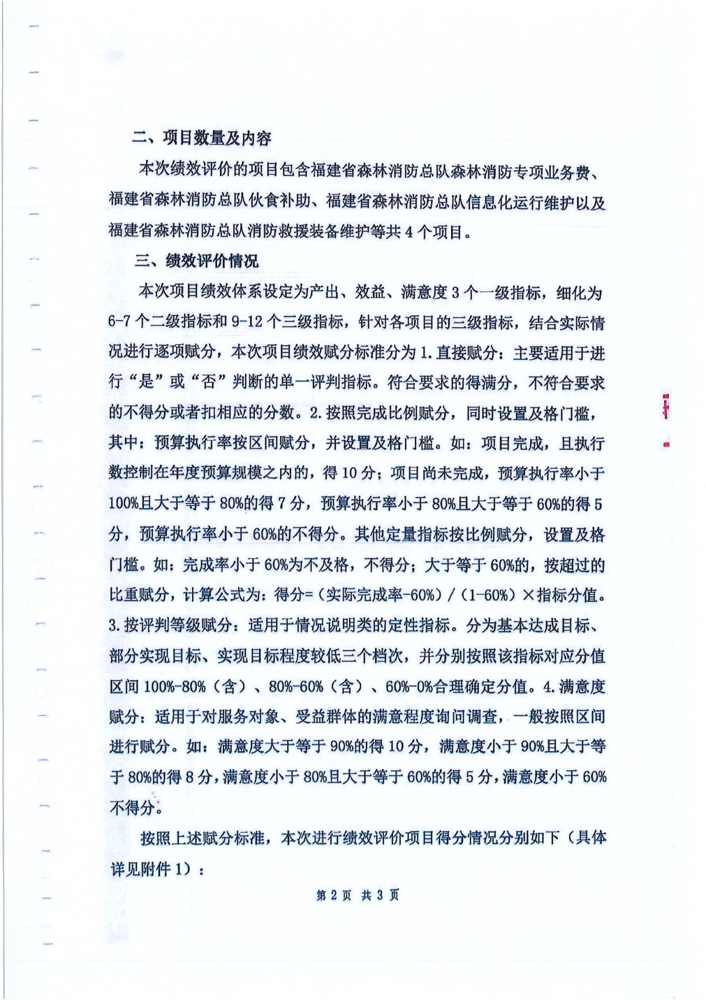 二、项目数量及内容
本次绩效评价的项目包含福建省森林消防总队森林消防专项业务费、
福建省森林消防总队伙食补助、福建省森林消防总队信息化运行维护以及
福建省森林消防总队消防救援装备维护等共 4 个项目。
三、绩效评价情况
本次项目绩效体系设定为产出、效益、满意度 3 个一级指标，细化为
6-7 个二级指标和 9-12 个三级指标，针对各项目的三级指标，结合实际情
况进行逐项赋分，本次项目绩效赋分标准分为 1.直接赋分：主要适用于进
行“是”或“否”判断的单一评判指标。符合要求的得满分，不符合要求
的不得分或者扣相应的分数。2.按照完成比例赋分，同时设置及格门槛，
其中：预算执行率按区间赋分，并设置及格门槛。如：项目完成，且执行
数控制在年度预算规模之内的，得 10 分；项目尚未完成，预算执行率小于
100%且大于等于 80%的得 7 分，预算执行率小于 80%且大于等于 60%的得 5
分，预算执行率小于 60%的不得分。其他定量指标按比例赋分，设置及格
门槛。如：完成率小于 60%为不及格，不得分；大于等于 60%的，按超过的
比重赋分，计算公式为：得分=（实际完成率-60%）/（1-60%）×指标分值。
3.按评判等级赋分：适用于情况说明类的定性指标。分为基本达成目标、
部分实现目标、实现目标程度较低三个档次，并分别按照该指标对应分值
区间 100%-80%（含）、80%-60%（含）、60%-0%合理确定分值。4.满意度
赋分：适用于对服务对象、受益群体的满意程度询问调查，一般按照区间
进行赋分。如：满意度大于等于 90%的得 10 分，满意度小于 90%且大于等
于 80%的得 8 分，满意度小于 80%且大于等于 60%的得 5 分，满意度小于 60%
不得分。
按照上述赋分标准，本次进行绩效评价项目得分情况分别如下（具体
详见附件 1）：
第 2 页 共 3 页